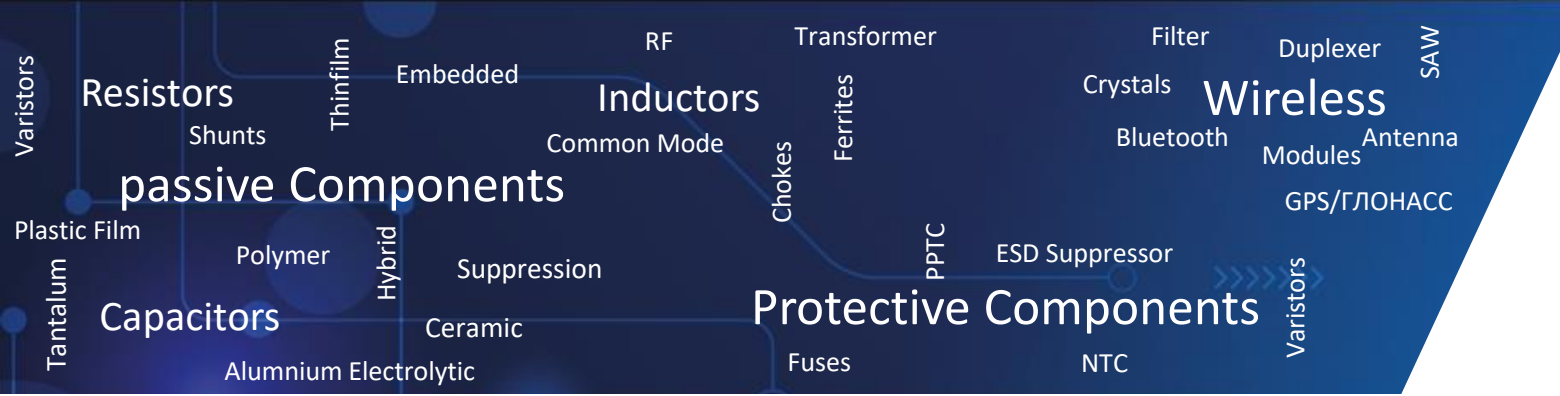 Varistors
Resistors
Shunts
Thinfilm
Embedded
passive Components
Plastic Film
Polymer
Hybrid
Suppression
Tantalum
Capacitors
Ceramic
Alumnium Electrolytic
RF
Transformer
Inductors
Common Mode
Chokes
Ferrites
Filter
Duplexer
SAW
Crystals
Wireless
Bluetooth
Antenna
Modules
GPS/ГЛОНАСС
PPTC
ESD Suppressor
Protective Components
Varistors
Fuses
NTC